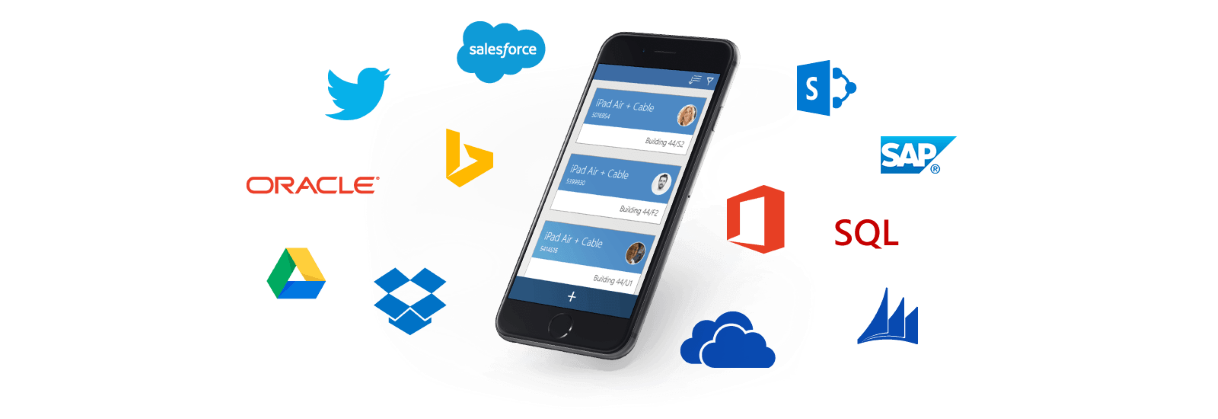 salesforce
S
ORACLE®
SAP®
SQL
iPad Air + Cable
Building 44/S2
iPad Air + Cable
Building 44/F2
iPad Air + Cable
Building 44/U1
+